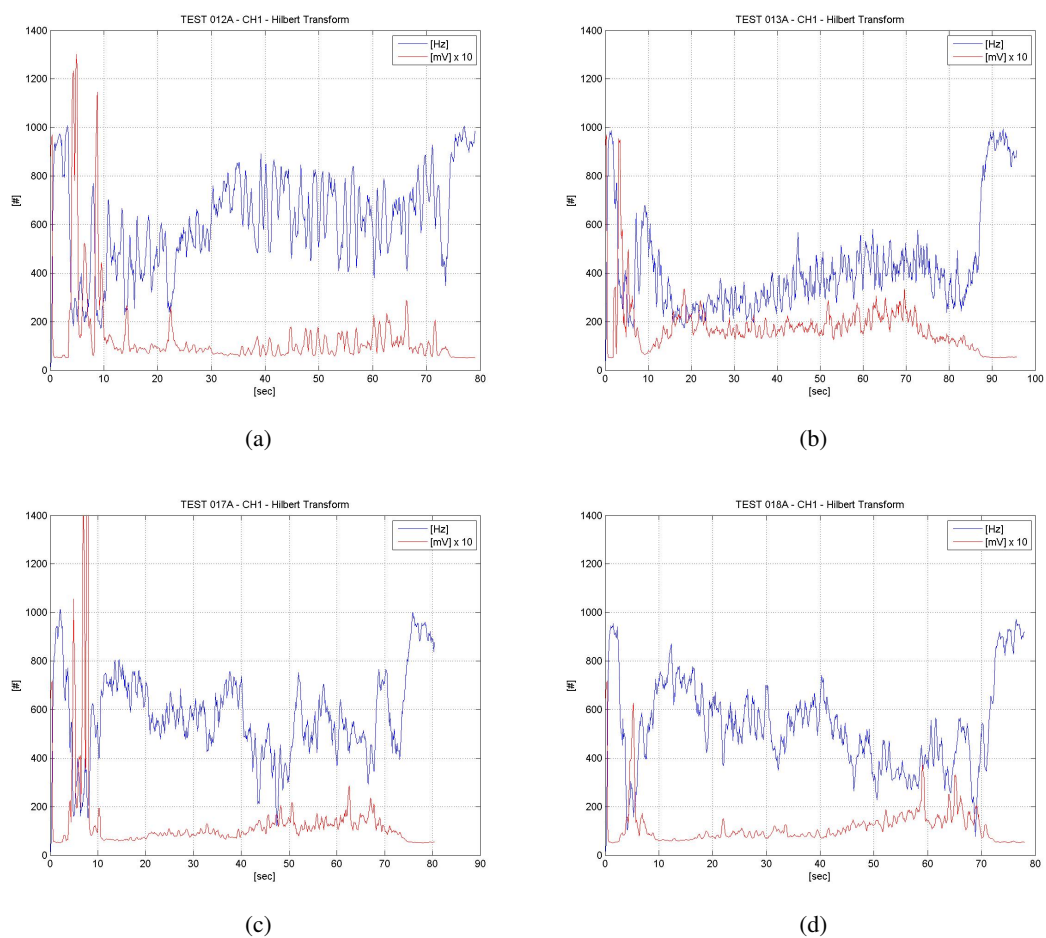 TEST 012A - CH1 - Hilbert Transform
1400
1200
1000
800
600
400
200
0
[#]
[Hz]
[mV] x 10
0 10 20 30 40 50 60 70 80
[sec]
(a)
TEST 013A - CH1 - Hilbert Transform
1400
1200
1000
800
600
400
200
0
[#]
[Hz]
[mV] x 10
0 10 20 30 40 50 60 70 80 90 100
[sec]
(b)
TEST 017A - CH1 - Hilbert Transform
1400
1200
1000
800
600
400
200
0
[#]
[Hz]
[mV] x 10
0 10 20 30 40 50 60 70 80 90
[sec]
(c)
TEST 018A - CH1 - Hilbert Transform
1400
1200
1000
800
600
400
200
0
[#]
[Hz]
[mV] x 10
0 10 20 30 40 50 60 70 80
[sec]
(d)